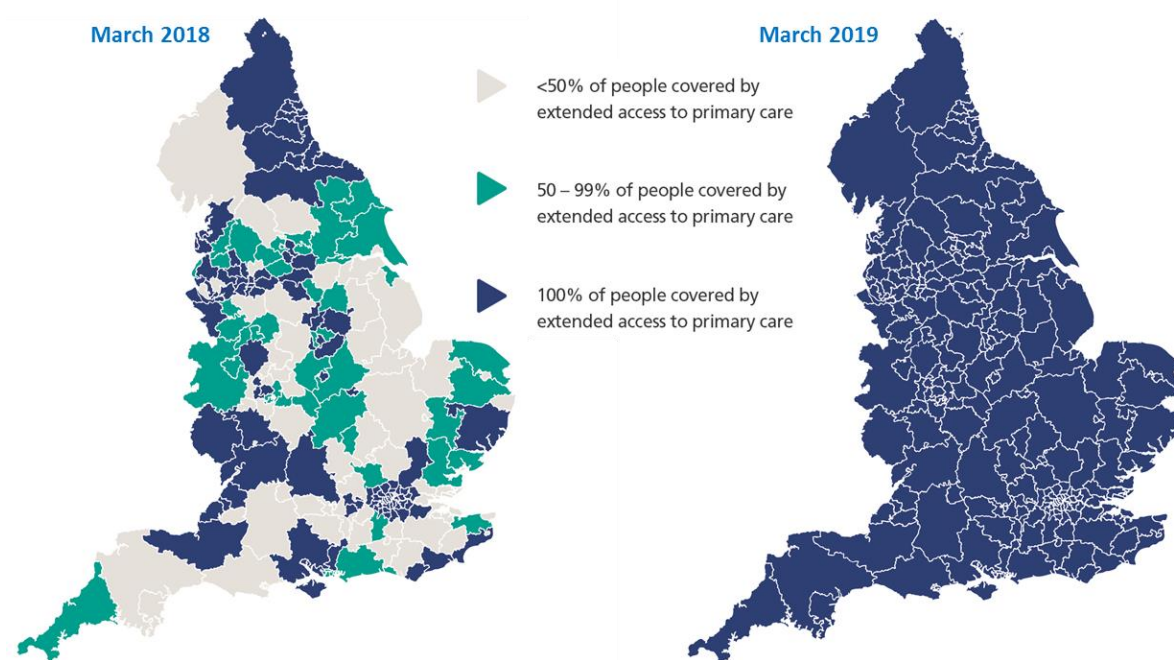 March 2018
March 2019
<50% of people covered by
extended access to primary care
50 – 99% of people covered by
extended access to primary care
100% of people covered by
extended access to primary care